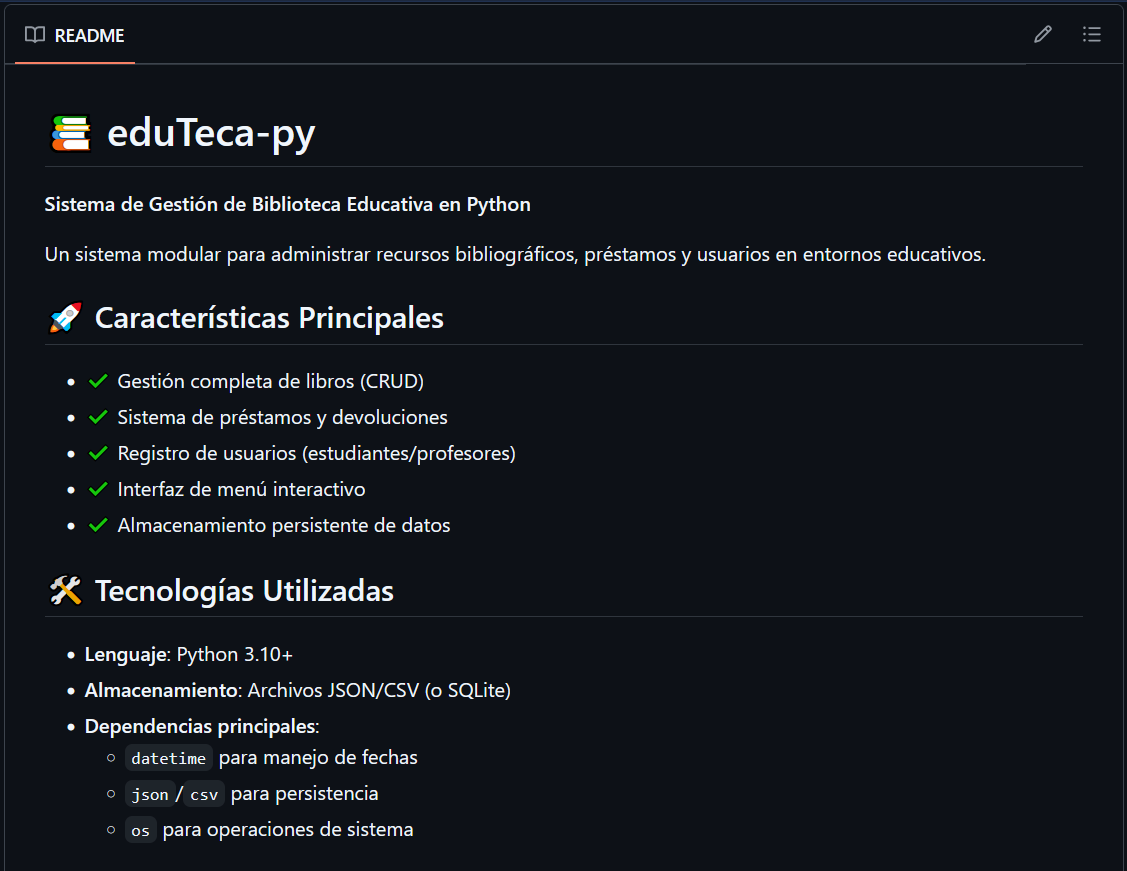 README
eduTeca-py
Sistema de Gestión de Biblioteca Educativa en Python
Un sistema modular para administrar recursos bibliográficos, préstamos y usuarios en entornos educativos.
Características Principales
Gestión completa de libros (CRUD)
Sistema de préstamos y devoluciones
Registro de usuarios (estudiantes/profesores)
Interfaz de menú interactivo
Almacenamiento persistente de datos
Tecnologías Utilizadas
Lenguaje: Python 3.10+
Almacenamiento: Archivos JSON/CSV (o SQLite)
Dependencias principales:
datetime para manejo de fechas
json/csv para persistencia
os para operaciones de sistema